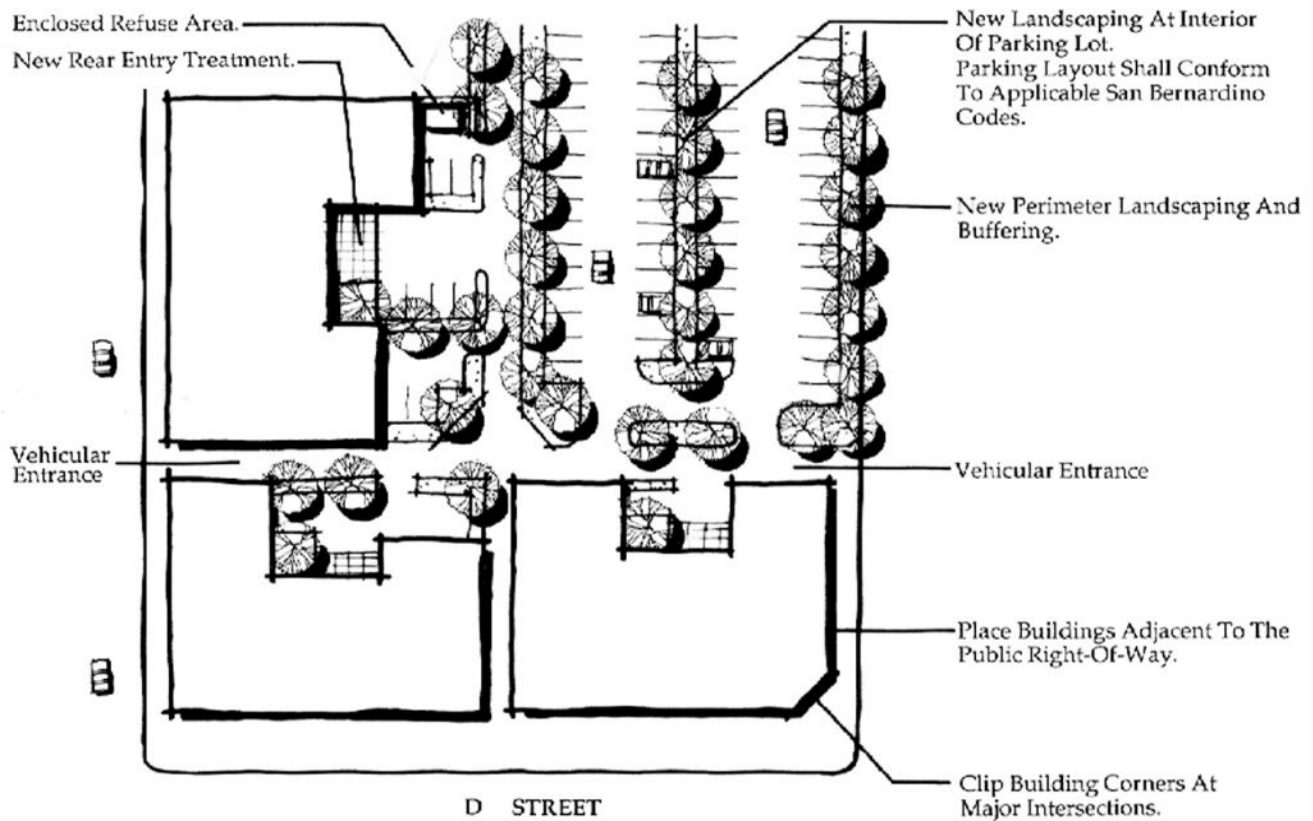 Enclosed Refuse Area.
New Rear Entry Treatment.
New Landscaping At Interior
Of Parking Lot.
Parking Layout Shall Conform
To Applicable San Bernardino
Codes.
New Perimeter Landscaping And
Buffering.
Vehicular
Entrance
Vehicular Entrance
Place Buildings Adjacent To The
Public Right-Of-Way.
Clip Building Corners At
Major Intersections.
D STREET